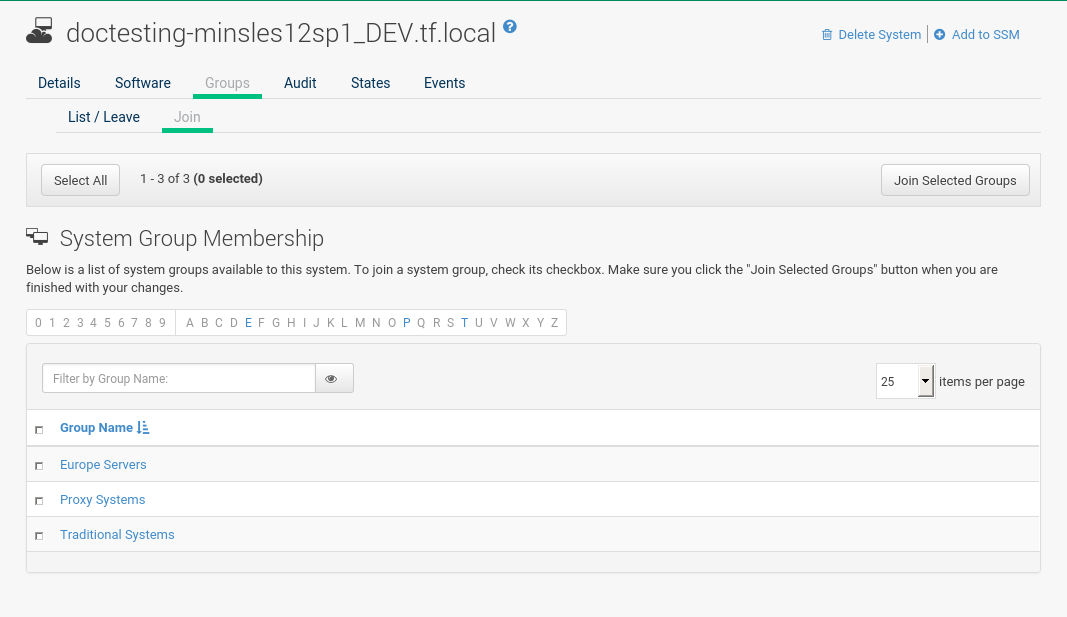 doctesting-minsles12sp1_DEV.tf.local ?
Delete System Add to SSM
Details Software Groups Audit States Events
List / Leave Join
Select All 1 - 3 of 3 (0 selected) Join Selected Groups
System Group Membership
Below is a list of system groups available to this system. To join a system group, check its checkbox. Make sure you click the "Join Selected Groups" button when you are
finished with your changes.
0 1 2 3 4 5 6 7 8 9 A B C D E F G H I J K L M N O P Q R S T U V W X Y Z
Filter by Group Name: 25 items per page
Group Name
Europe Servers
Proxy Systems
Traditional Systems